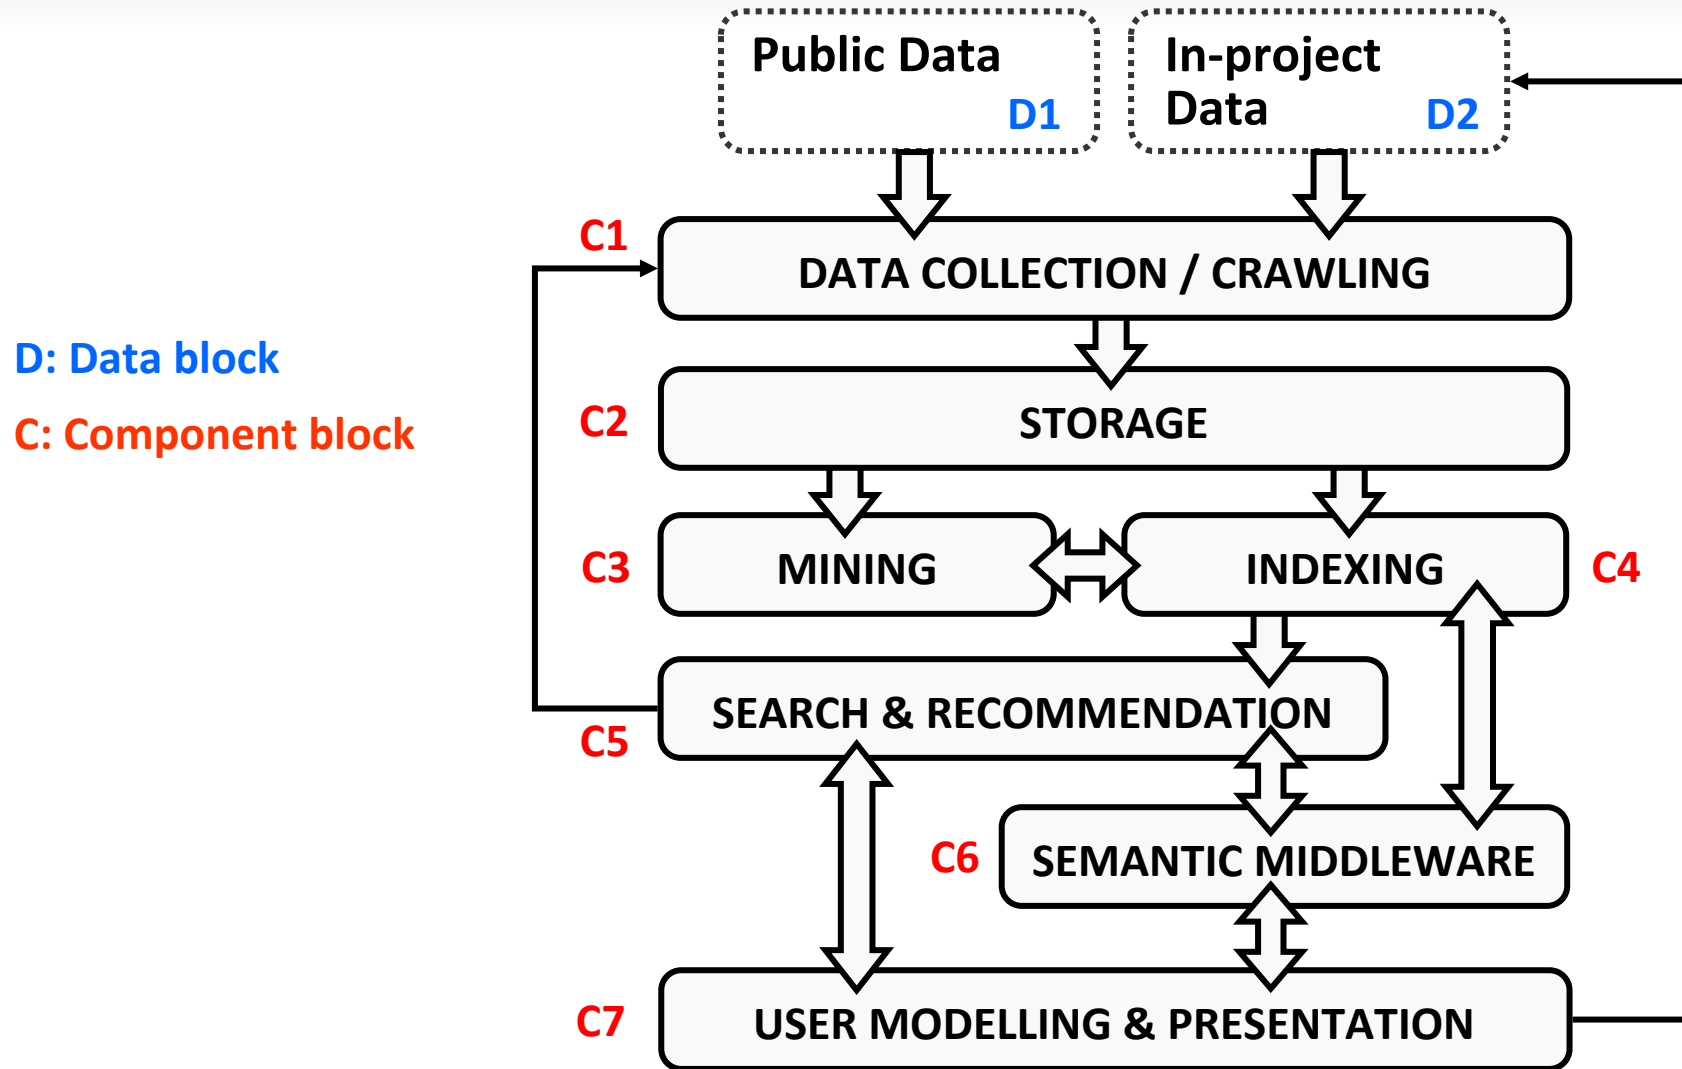 Public Data
D1
In-project
Data
D2
C1
DATA COLLECTION / CRAWLING
D: Data block
C: Component block
C2
STORAGE
C3
MINING
INDEXING
C4
SEARCH & RECOMMENDATION
C5
C6
SEMANTIC MIDDLEWARE
C7
USER MODELLING & PRESENTATION